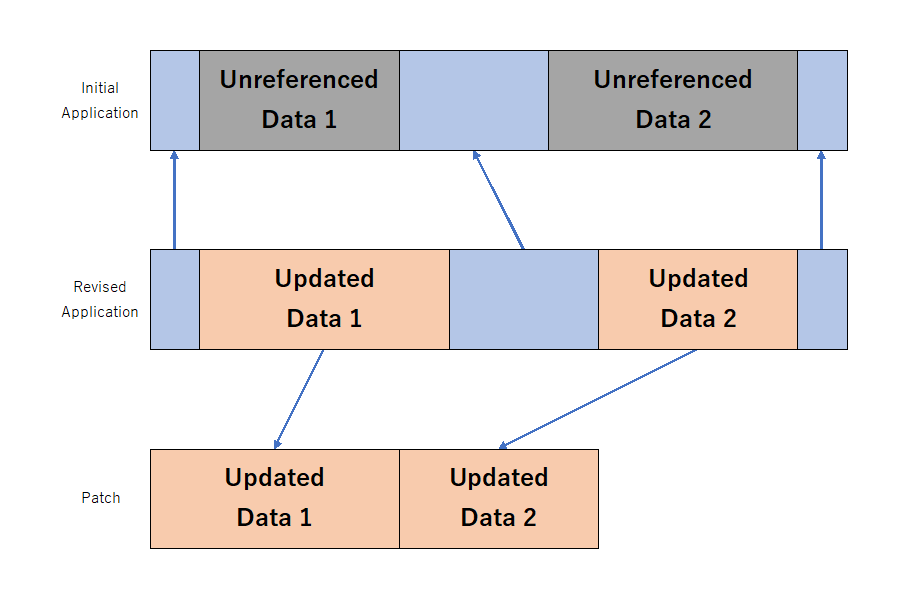 Initial
Application
Unreferenced
Data 1
Unreferenced
Data 2
Revised
Application
Updated
Data 1
Updated
Data 2
Patch
Updated
Data 1
Updated
Data 2